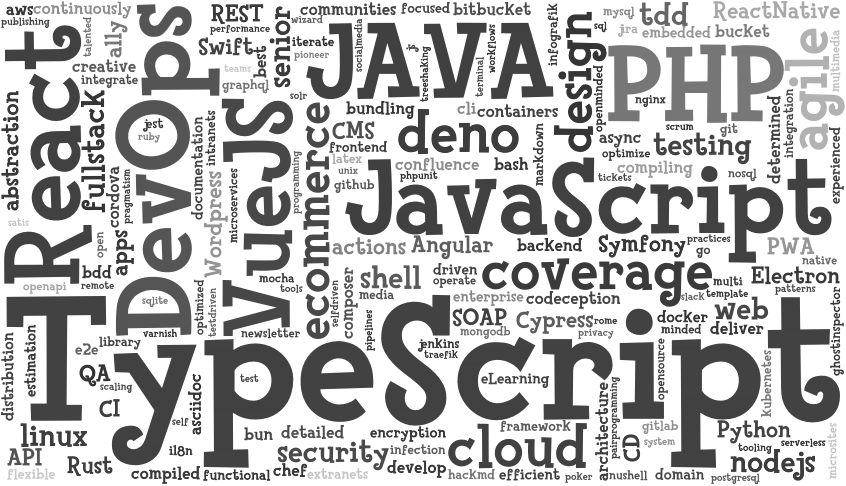 aws
continuously
publishing
talented
ally
creative
integrate
React
abstraction
fullstack
DevOps
jest
ruby
REST
performance
Swift
best
teams
graphql
senior
wizard
communities
focused
bitbucket
iterate
pioneer
solr
JAVA
socialmedia
seo
treeshaking
terminal
workflows
infografik
design
sql
mysql
jra
tdd
embedded
bucket
ReactNative
PHP
openminded
nginx
scrum
git
agile
multimedia
determined
integration
experienced
documentation
intranets
cordova
pragmatism
apps
open
Wordpress
microservices
VueJS
programming
ecommerce
bundling
CMS
frontend
latex
unix
github
cli
containers
deno
confluence
phpunit
bash
markdown
async
optimize
testing
compiling
tickets
nosql
JavaScript
satis
openapi
bdd
remote
sqlite
varnish
optimized
testdriven
mocha
tools
newsletter
selfdriven
composer
media
pipelines
actions
Angular
shell
driven
operate
backend
Symfony
practices
go
coverage
PWA
native
Electron
patterns
multi
template
slack
enterprise
codeception
SOAP
mongodb
Cypress
rome
privacy
docker
minded
web
deliver
ghostinspector
TypeScript
distribution
estimation
e2e
library
QA
scaling
CI
linux
API
flexible
Rust
self
asciidoc
il8n
compiled
functional
test
bun
detailed
security
chef
extranets
encryption
infection
develop
jenkins
traefik
eLearning
cloud
hackmd
efficient
framework
poker
architecture
pairprogramming
CD
nushell
opensource
gitlab
system
domain
kubernetes
Python
tooling
serverless
nodejs
postgresql
microsites